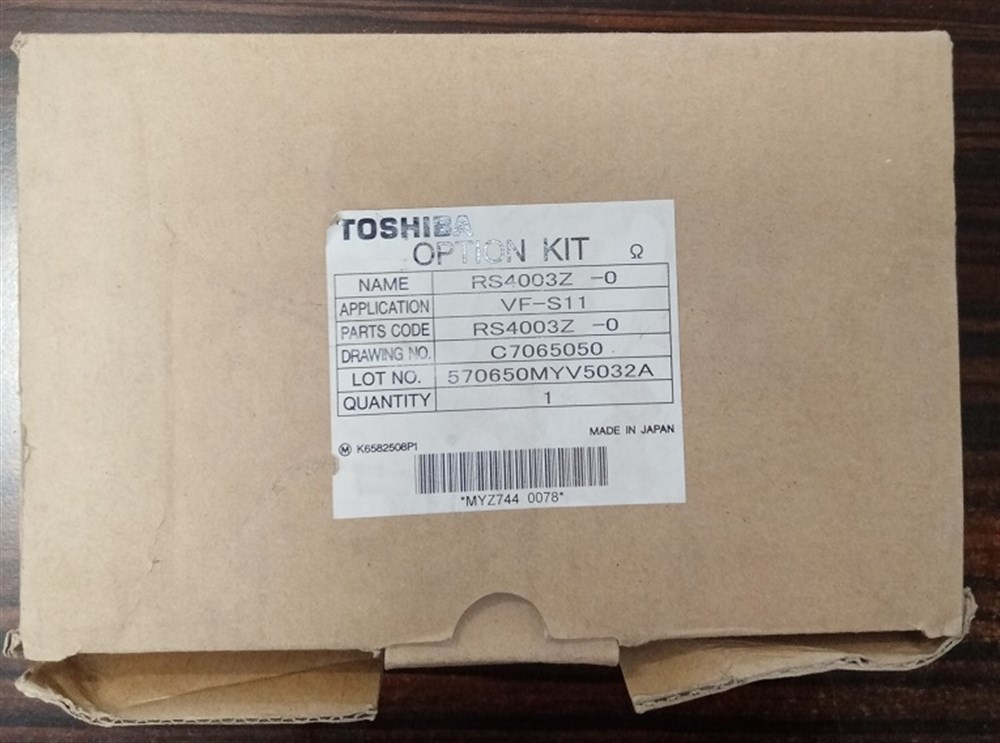 TOSHIBA
OPTION KIT Ω
NAME RS4003Z -0
APPLICATION VF-S11
PARTS CODE RS4003Z -0
DRAWING NO. C7065050
LOT NO. 570650MYV5032A
QUANTITY 1
MADE IN JAPAN
Ⓜ K6582508P1
*MYZ744 0078*